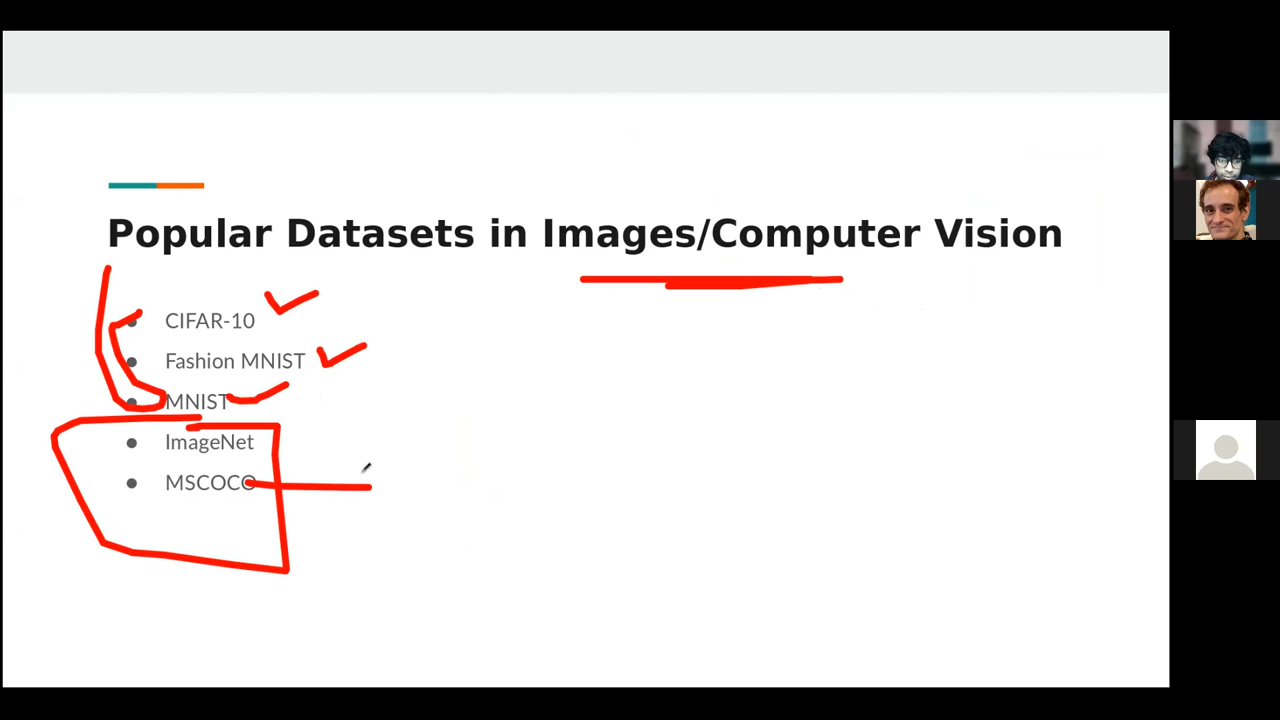 Popular Datasets in Images/Computer Vision
CIFAR-10
Fashion MNIST
MNIST
ImageNet
MSCOCO